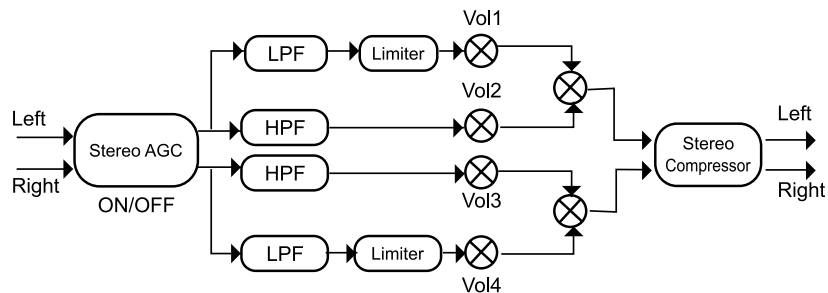 Vol1
LPF
Limiter
Left
Stereo AGC
Right
ON/OFF
HPF
Vol2
HPF
Vol3
LPF
Limiter
Vol4
Stereo
Compressor
Left
Right